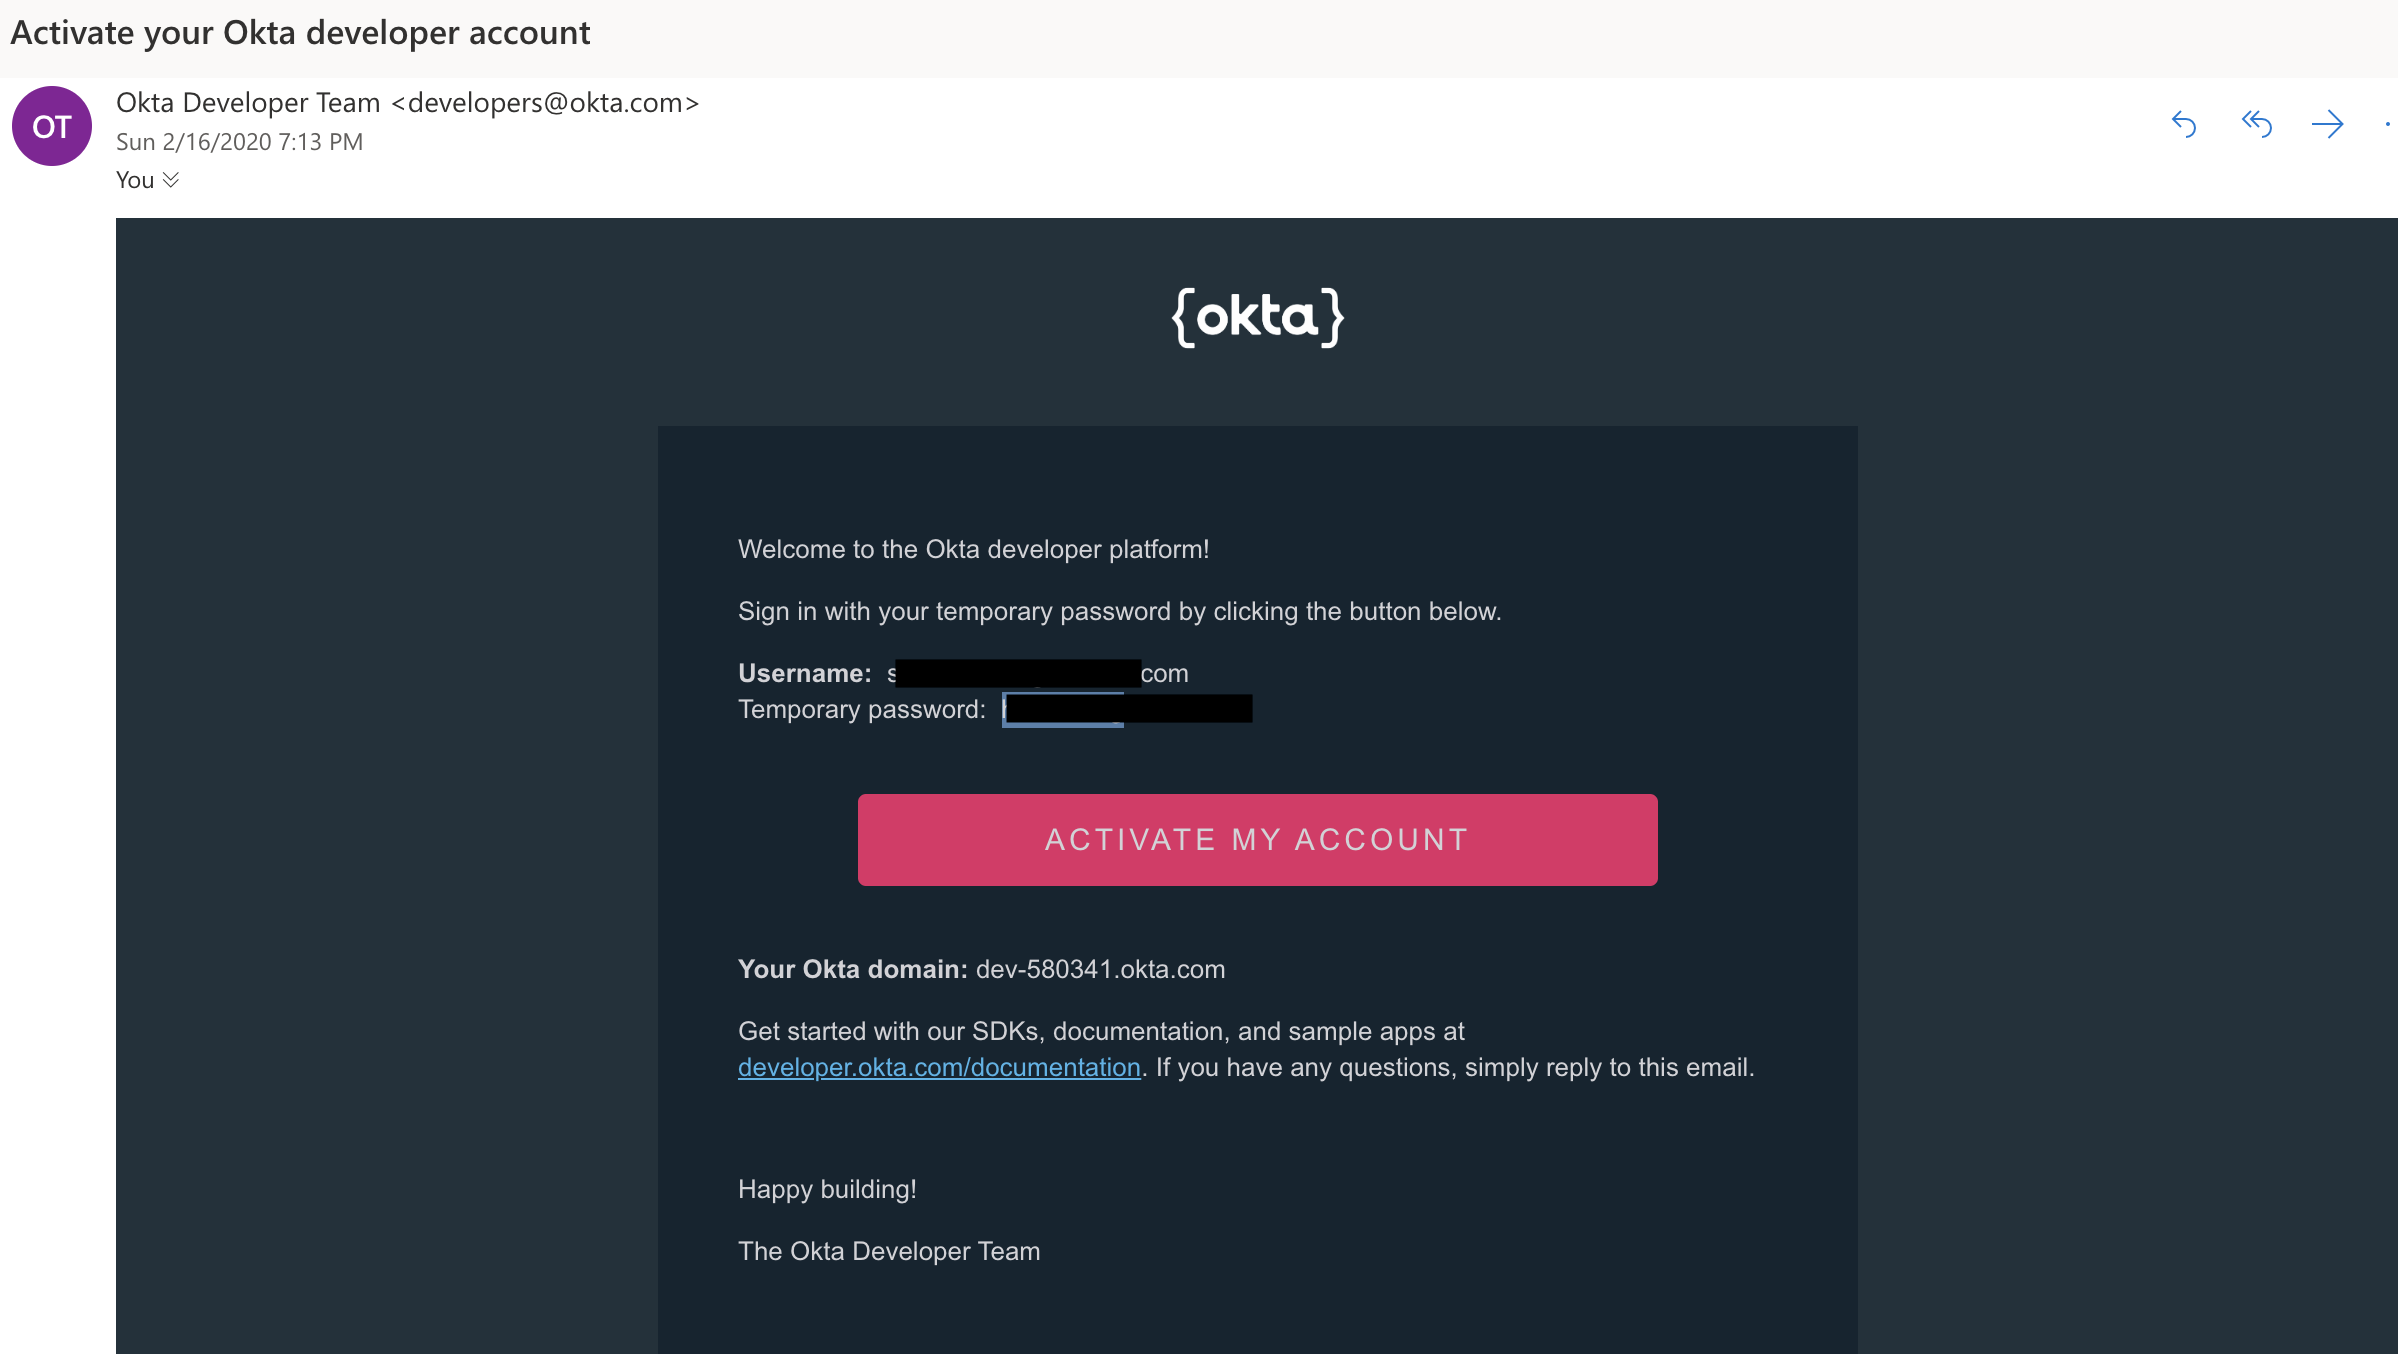 Activate your Okta developer account
OT
Okta Developer Team <developers@okta.com>
Sun 2/16/2020 7:13 PM
You
{okta}
Welcome to the Okta developer platform!
Sign in with your temporary password by clicking the button below.
Username: s com
Temporary password:
ACTIVATE MY ACCOUNT
Your Okta domain: dev-580341.okta.com
Get started with our SDKs, documentation, and sample apps at
developer.okta.com/documentation. If you have any questions, simply reply to this email.
Happy building!
The Okta Developer Team